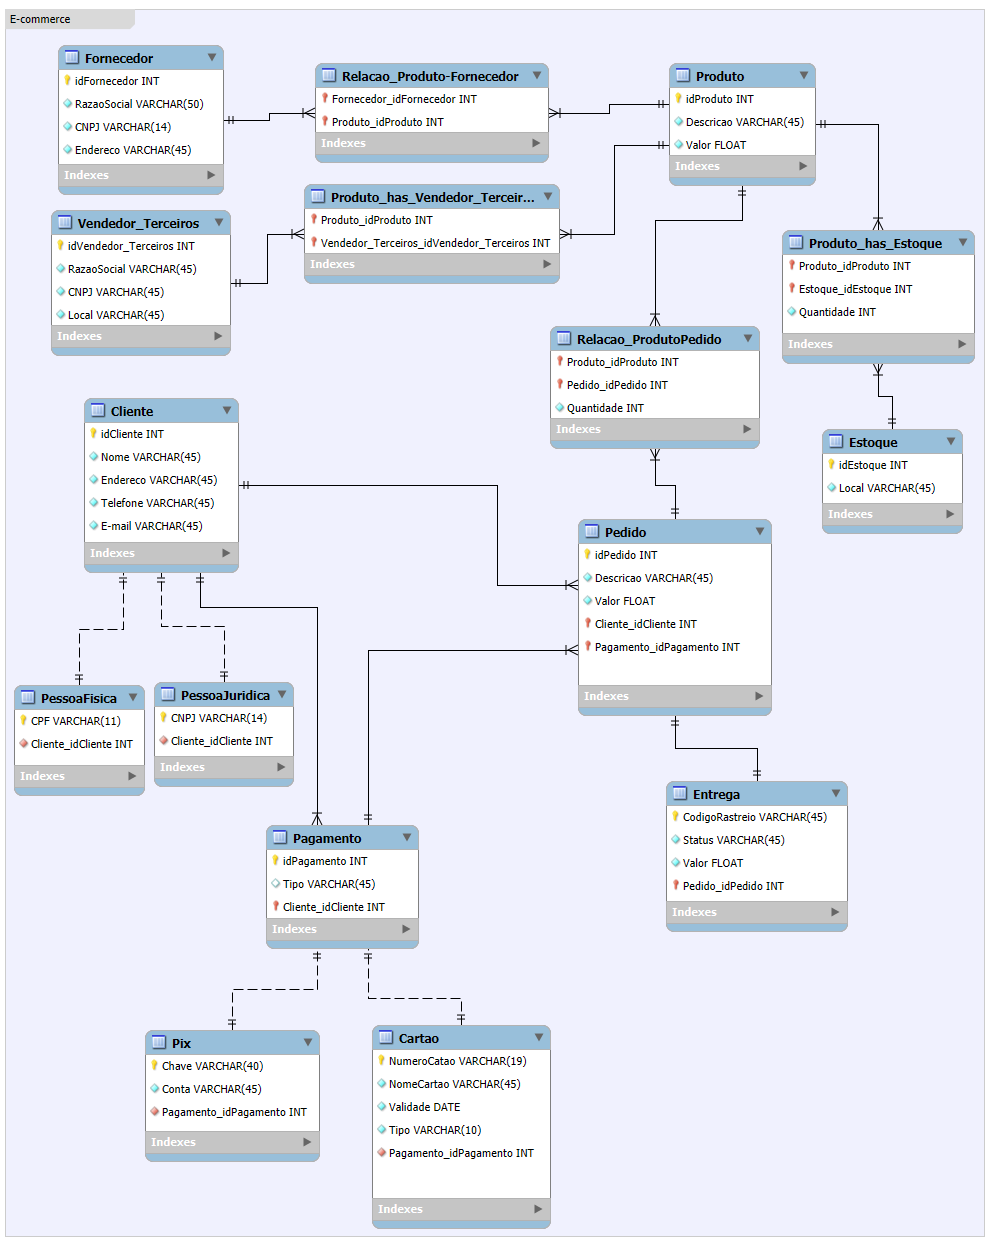 E-commerce
Fornecedor
idFornecedor INT
RazaoSocial VARCHAR(50)
CNPJ VARCHAR(14)
Endereco VARCHAR(45)
Indexes
Relacao_Produto-Fornecedor
Fornecedor_idFornecedor INT
Produto_idProduto INT
Indexes
Produto
idProduto INT
Descricao VARCHAR(45)
Valor FLOAT
Indexes
Vendedor_Terceiros
idVendedor_Terceiros INT
RazaoSocial VARCHAR(45)
CNPJ VARCHAR(45)
Local VARCHAR(45)
Indexes
Produto_has_Vendedor_Terceir...
Produto_idProduto INT
Vendedor_Terceiros_idVendedor_Terceiros INT
Indexes
Produto_has_Estoque
Produto_idProduto INT
Estoque_idEstoque INT
Quantidade INT
Indexes
Relacao_ProdutoPedido
Produto_idProduto INT
Pedido_idPedido INT
Quantidade INT
Indexes
Cliente
idCliente INT
Nome VARCHAR(45)
Endereco VARCHAR(45)
Telefone VARCHAR(45)
E-mail VARCHAR(45)
Indexes
Estoque
idEstoque INT
Local VARCHAR(45)
Indexes
Pedido
idPedido INT
Descricao VARCHAR(45)
Valor FLOAT
Cliente_idCliente INT
Pagamento_idPagamento INT
Indexes
PessoaFisica
CPF VARCHAR(11)
Cliente_idCliente INT
Indexes
PessoaJuridica
CNPJ VARCHAR(14)
Cliente_idCliente INT
Indexes
Entrega
CodigoRastreio VARCHAR(45)
Status VARCHAR(45)
Valor FLOAT
Pedido_idPedido INT
Indexes
Pagamento
idPagamento INT
Tipo VARCHAR(45)
Cliente_idCliente INT
Indexes
Pix
Chave VARCHAR(40)
Conta VARCHAR(45)
Pagamento_idPagamento INT
Indexes
Cartao
NumeroCatao VARCHAR(19)
NomeCartao VARCHAR(45)
Validade DATE
Tipo VARCHAR(10)
Pagamento_idPagamento INT
Indexes